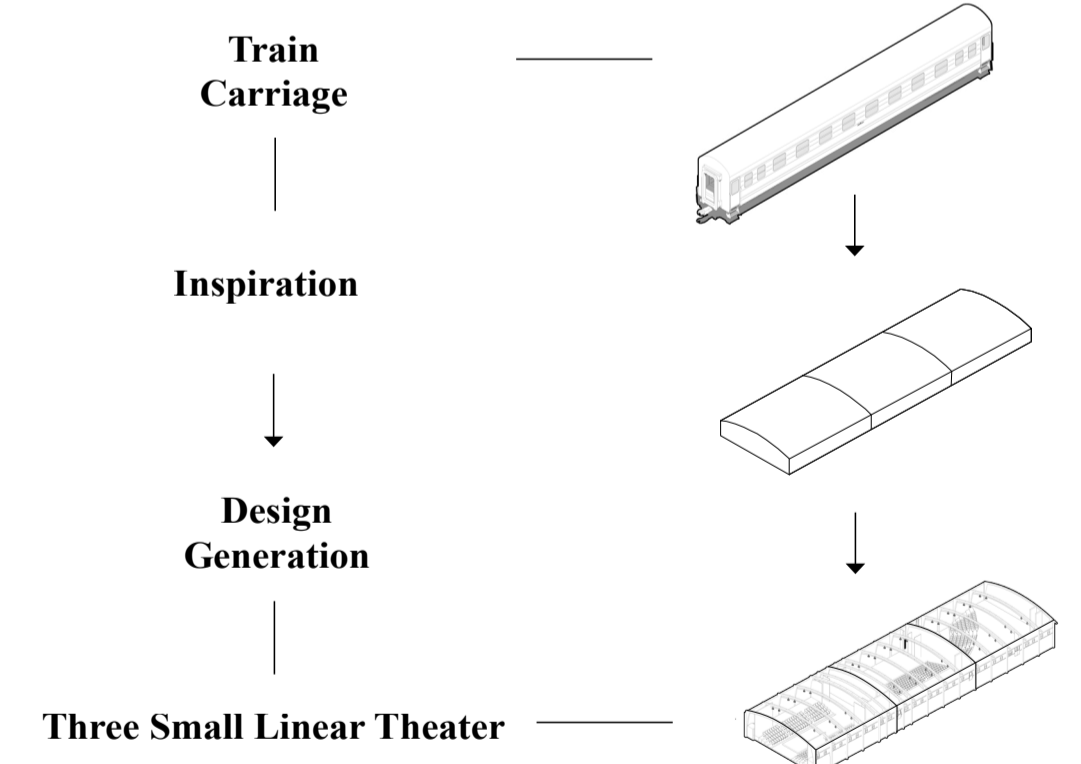 Train
Carriage
Inspiration
Design
Generation
Three Small Linear Theater